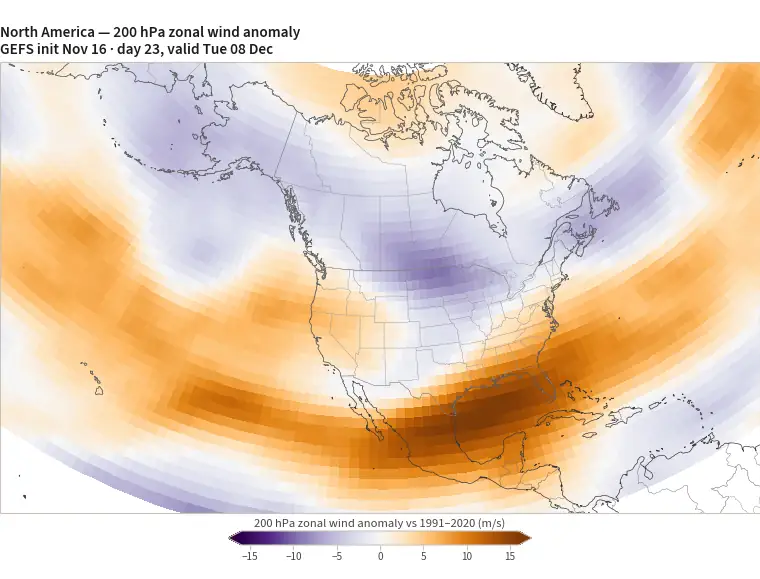 North America — 200 hPa zonal wind anomaly
GEFS init Nov 16 · day 23, valid Tue 08 Dec
200 hPa zonal wind anomaly vs 1991–2020 (m/s)
−15 −10 −5 0 5 10 15